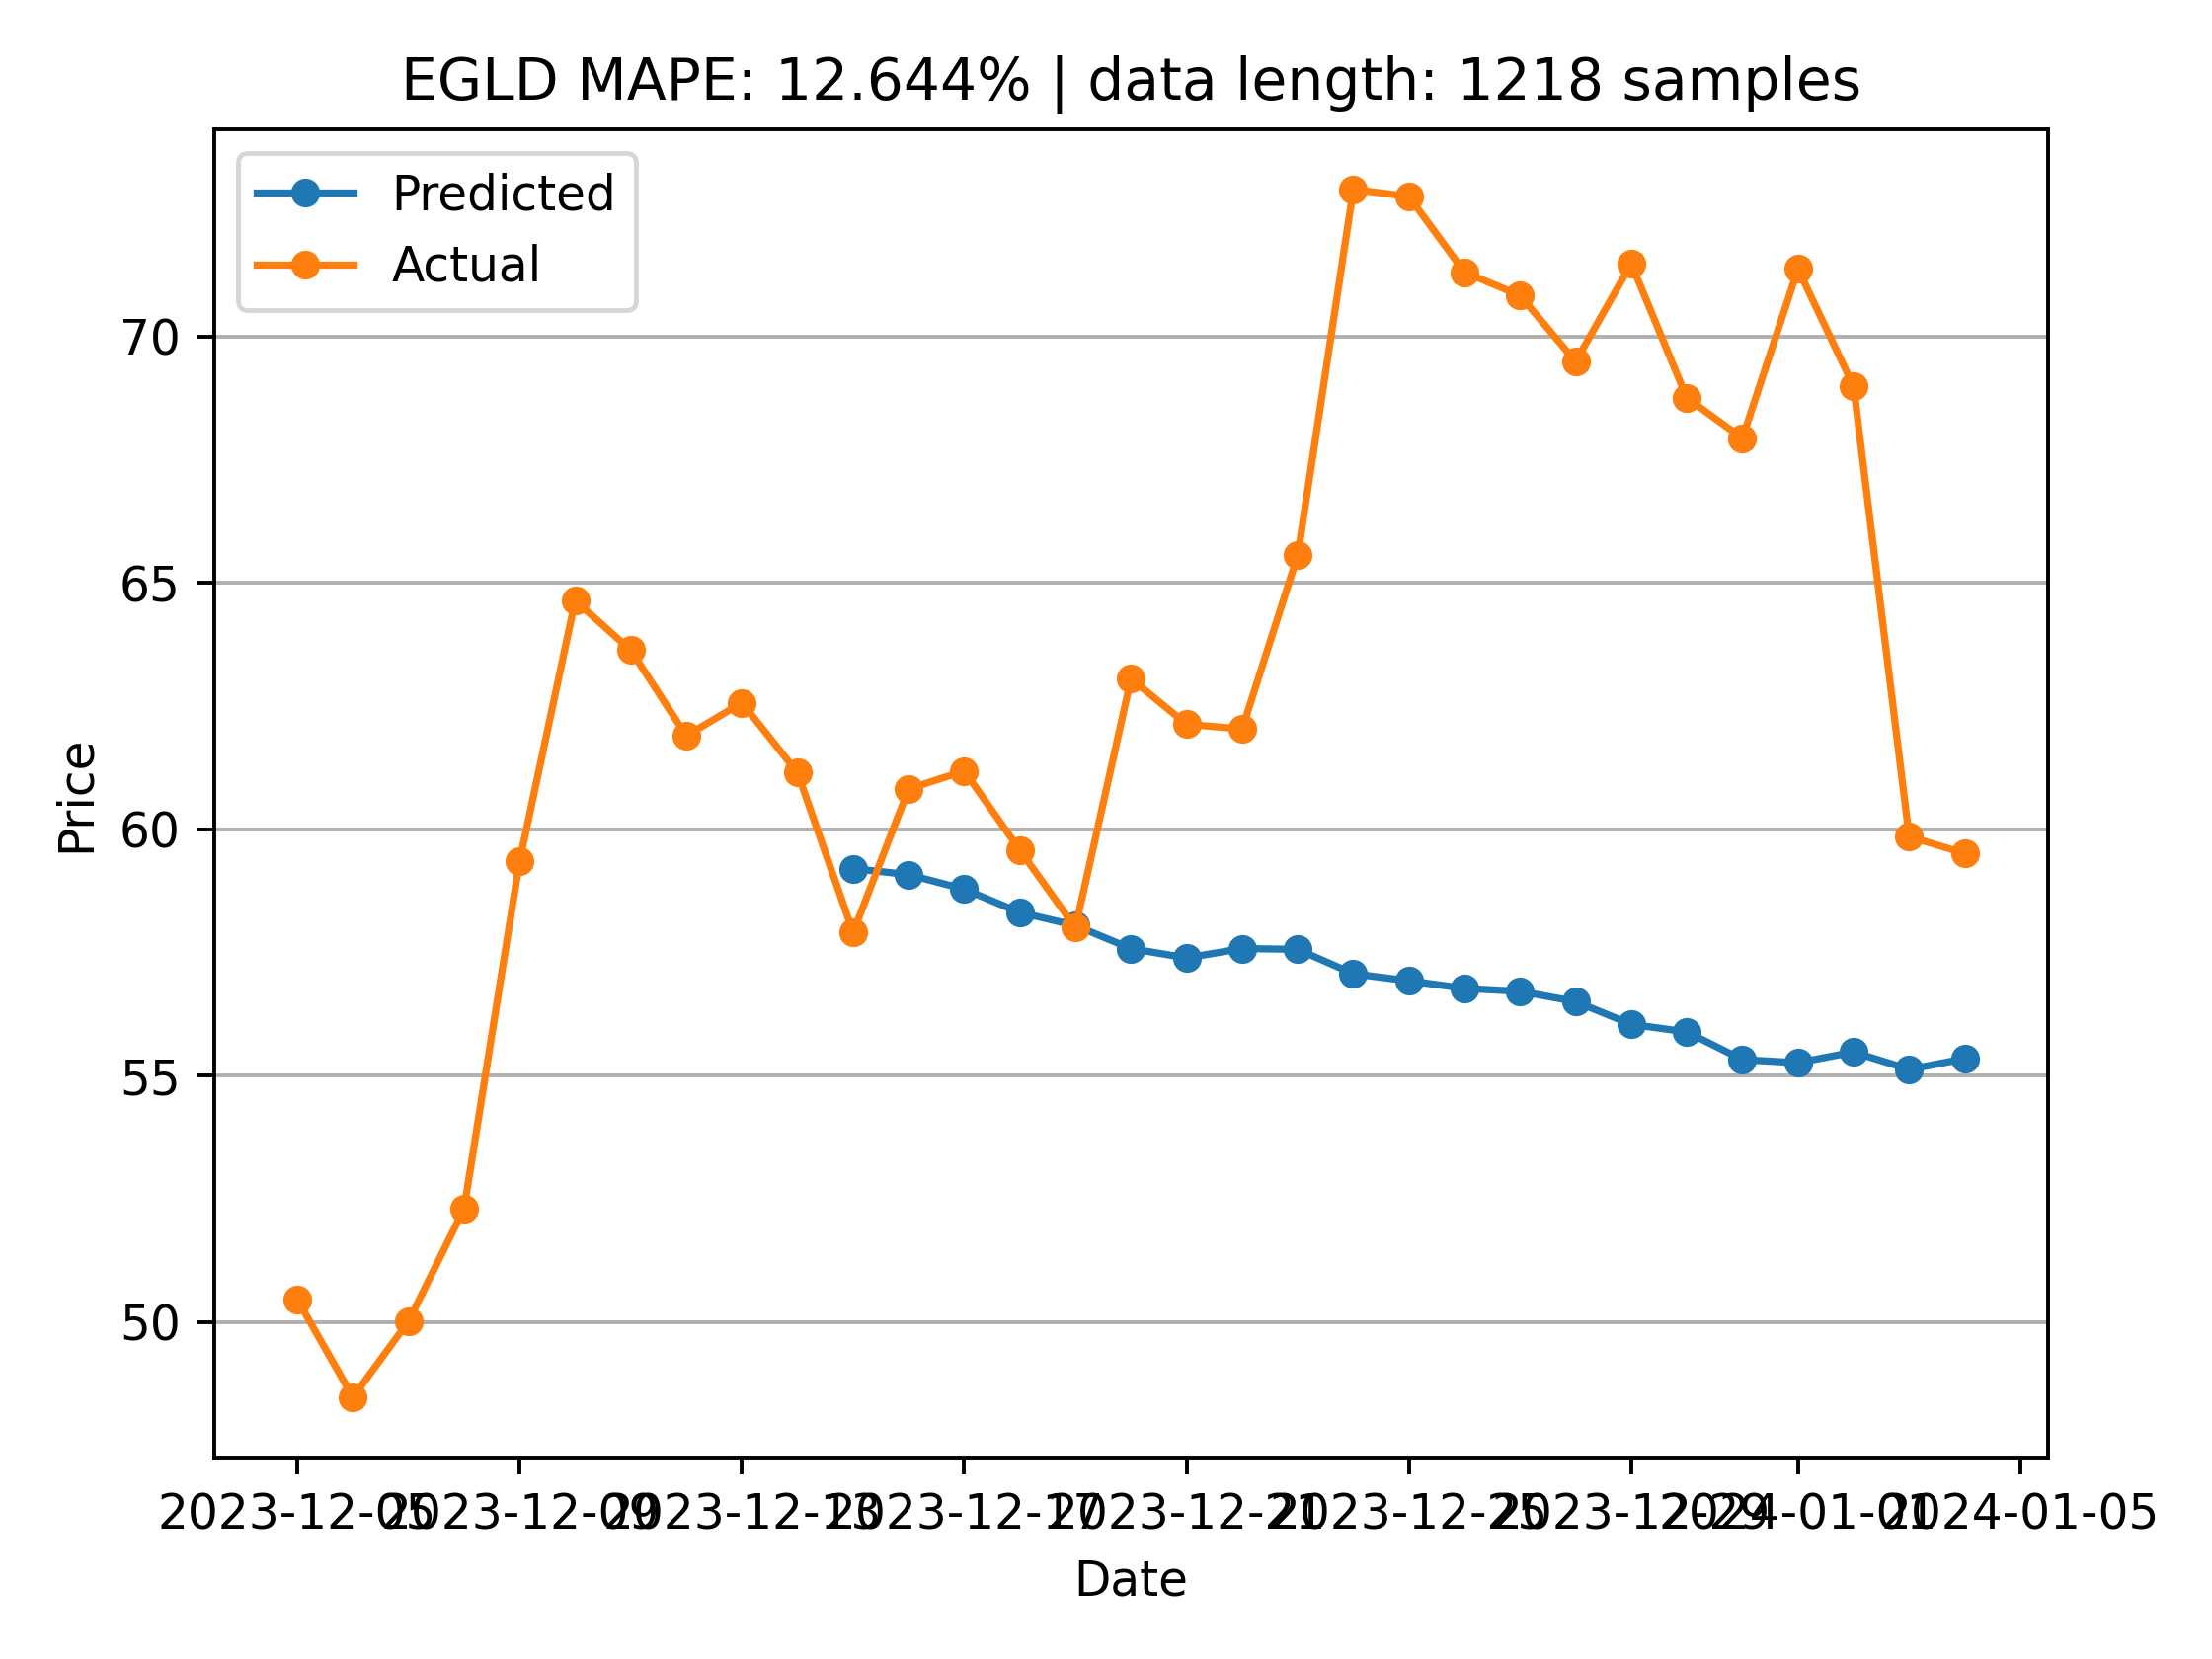 EGLD MAPE: 12.644% | data length: 1218 samples
Predicted
Actual
70
65
60
55
50
Price
2023-12-05 2023-12-09 2023-12-13 2023-12-17 2023-12-21 2023-12-25 2023-12-29 2024-01-01 2024-01-05
Date